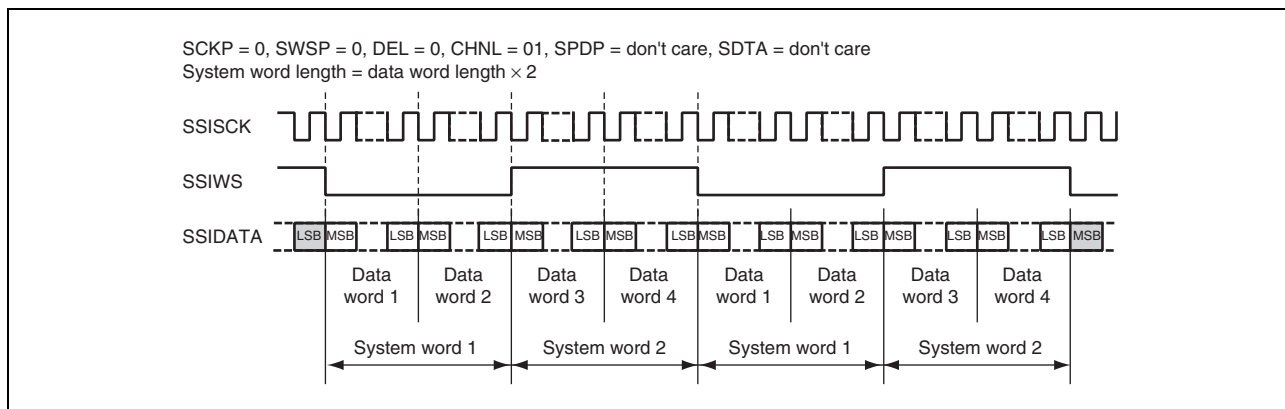 SCKP = 0, SWSP = 0, DEL = 0, CHNL = 01, SPDP = don't care, SDTA = don't care
System word length = data word length × 2
SSISCK
SSIWS
SSIDATA
LSB MSB LSB MSB LSB MSB LSB MSB LSB MSB LSB MSB LSB MSB LSB MSB LSB MSB
Data word 1
Data word 2
Data word 3
Data word 4
Data word 1
Data word 2
Data word 3
Data word 4
System word 1 System word 2 System word 1 System word 2